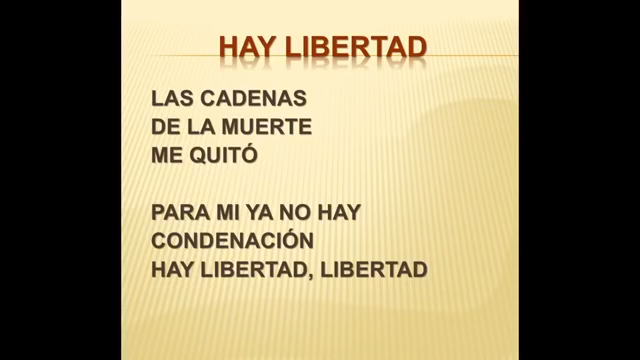 HAY LIBERTAD
LAS CADENAS
DE LA MUERTE
ME QUITÓ
PARA MI YA NO HAY
CONDENACIÓN
HAY LIBERTAD, LIBERTAD